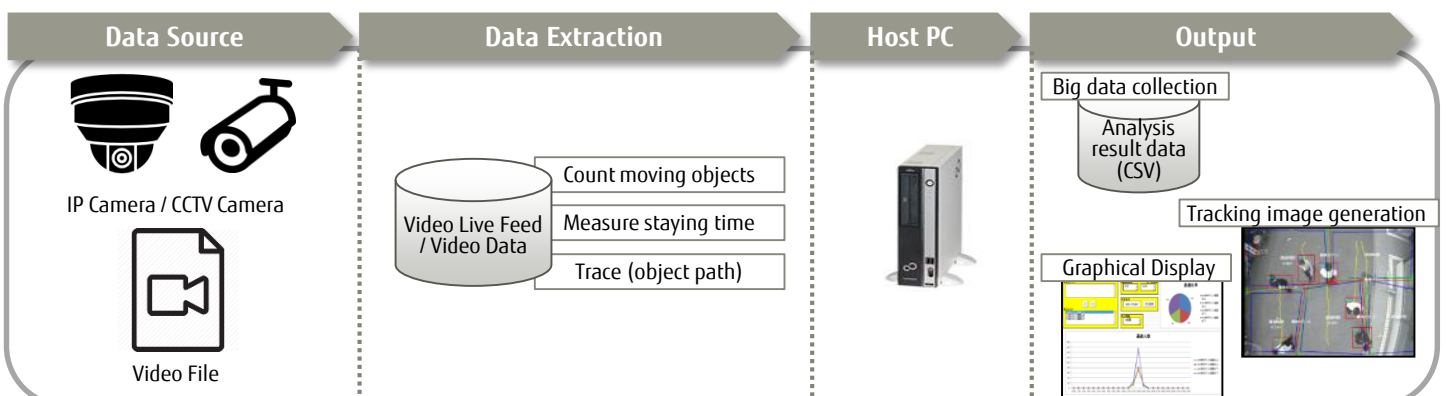 Data Source
Data Extraction
Host PC
Output
IP Camera / CCTV Camera
Video File
Video Live Feed
/ Video Data
Count moving objects
Measure staying time
Trace (object path)
Big data collection
Analysis
result data
(CSV)
Tracking image generation
Graphical Display